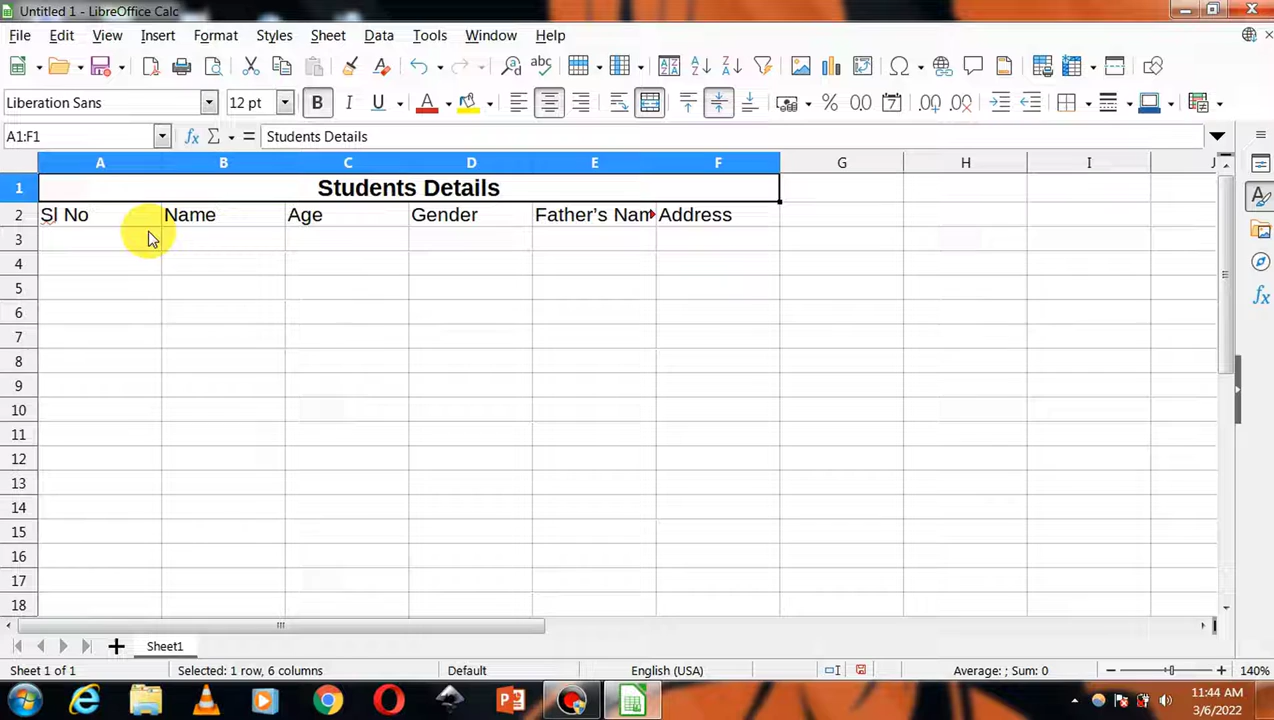 Untitled 1 - LibreOffice Calc
File Edit View Insert Format Styles Sheet Data Tools Window Help
Liberation Sans 12 pt
A1:F1 Students Details
A B C D E F G H I J
1 Students Details
2 Sl No Name Age Gender Father's Nam Address
3
4
5
6
7
8
9
10
11
12
13
14
15
16
17
18
Sheet1
Sheet 1 of 1 Selected: 1 row, 6 columns Default English (USA) Average: ; Sum: 0 140%
11:44 AM
3/6/2022